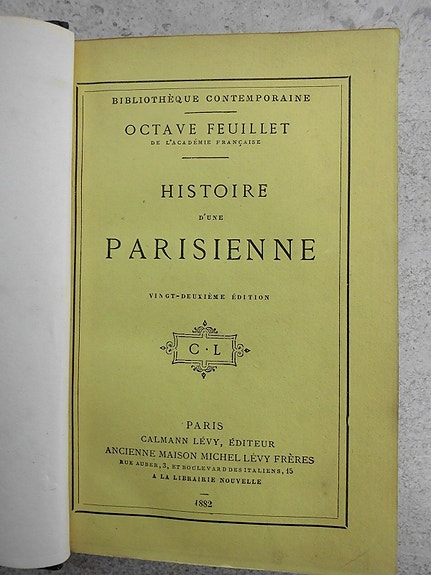 BIBLIOTHÈQUE CONTEMPORAINE
OCTAVE FEUILLET
DE L'ACADÉMIE FRANÇAISE
HISTOIRE
D'UNE
PARISIENNE
VINGT-DEUXIÈME ÉDITION
C · L
PARIS
CALMANN LÉVY, ÉDITEUR
ANCIENNE MAISON MICHEL LÉVY FRÈRES
RUE AUBER, 3, ET BOULEVARD DES ITALIENS, 15
A LA LIBRAIRIE NOUVELLE
1882